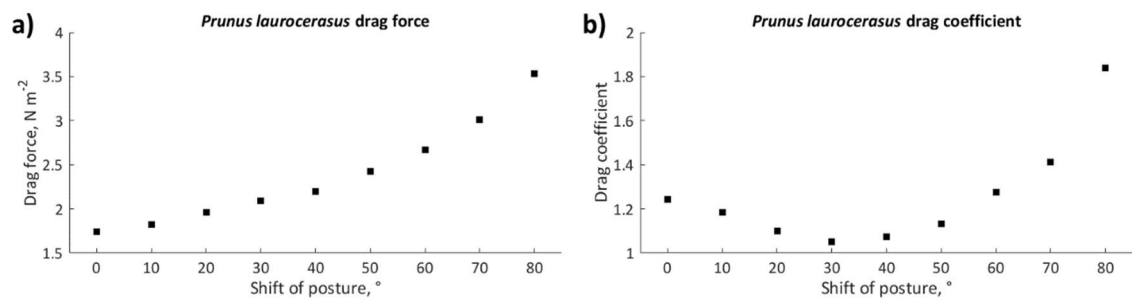 a)
Prunus laurocerasus drag force
Drag force, N m-2
4
3.5
3
2.5
2
1.5
0 10 20 30 40 50 60 70 80
Shift of posture, °
b)
Prunus laurocerasus drag coefficient
Drag coefficient
2
1.8
1.6
1.4
1.2
1
0 10 20 30 40 50 60 70 80
Shift of posture, °